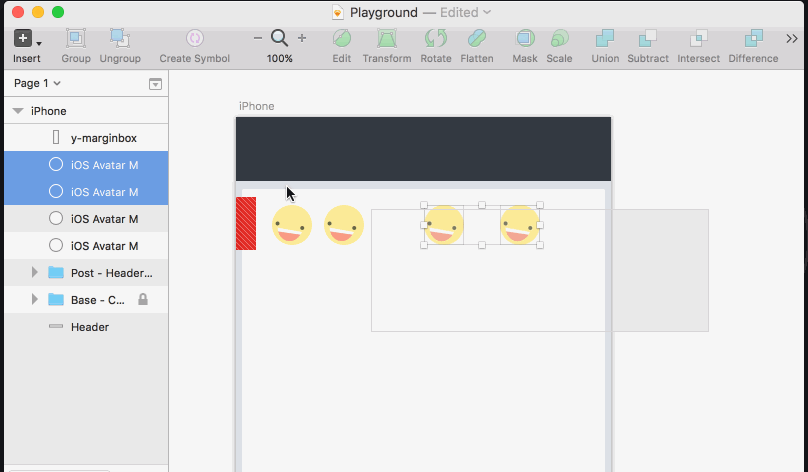 Playground — Edited
Insert
Group
Ungroup
Create Symbol
100%
Edit
Transform
Rotate
Flatten
Mask
Scale
Union
Subtract
Intersect
Difference
Page 1
iPhone
y-marginbox
iOS Avatar M
iOS Avatar M
iOS Avatar M
iOS Avatar M
Post - Header...
Base - C...
Header
iPhone